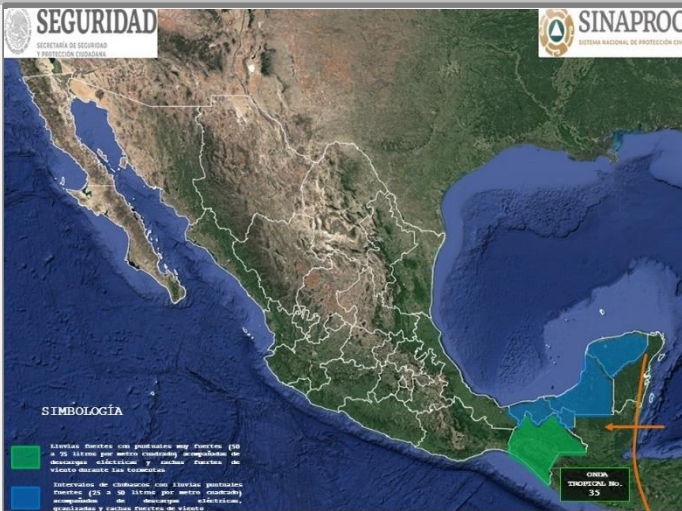 SEGURIDAD
SECRETARÍA DE SEGURIDAD
Y PROTECCIÓN CIUDADANA
SINAPROC
SISTEMA NACIONAL DE PROTECCIÓN CIV
SIMBOLOGÍA
Lluvias fuertes con puntuales muy fuertes (50
a 75 litros por metro cuadrado) acompañadas de
descargas eléctricas y rachas fuertes de
viento durante las tormentas
Intervalos de chubascos con lluvias puntuales
fuertes (25 a 50 litros por metro cuadrado)
acompañados de descargas eléctricas,
granizadas y rachas fuertes de viento
ONDA
TROPICAL No.
35